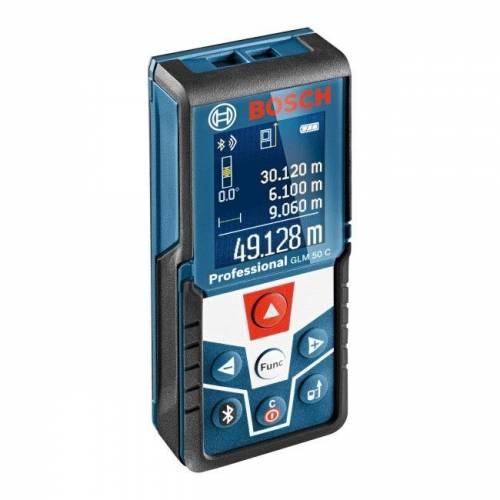 BOSCH
0.0°
30.120 m
6.100 m
9.060 m
49.128 m
Professional GLM 50 C
Func
C